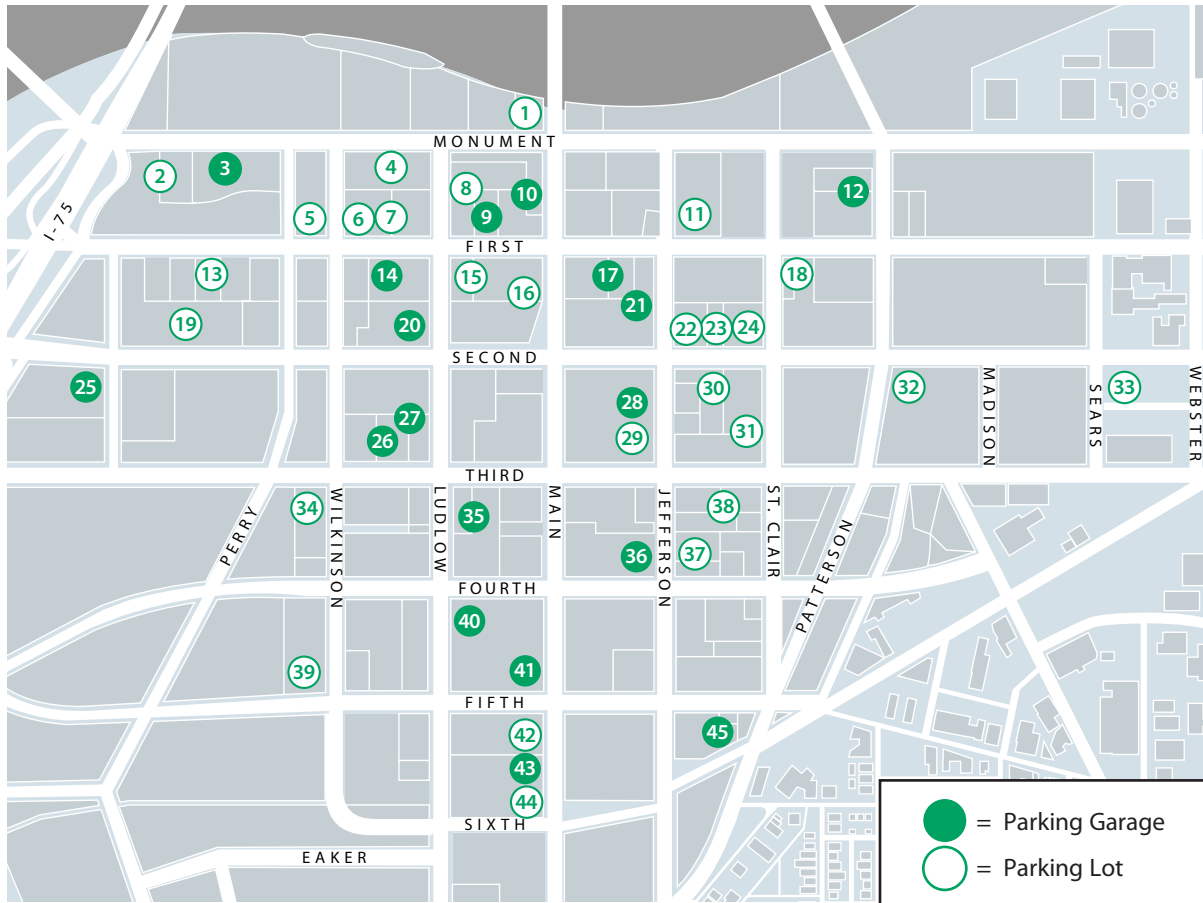 1
MONUMENT
2
3
4
5
6
7
8
9
10
11
12
I-75
FIRST
13
14
15
16
17
18
19
20
21
22
23
24
SECOND
25
26
27
28
29
30
31
32
33
MADISON
SEARS
WEBSTER
THIRD
34
WILKINSON
PERRY
LUDLOW
35
MAIN
36
JEFFERSON
37
38
ST. CLAIR
PATTERSON
FOURTH
39
40
41
FIFTH
42
43
44
45
SIXTH
EAKER
= Parking Garage
= Parking Lot